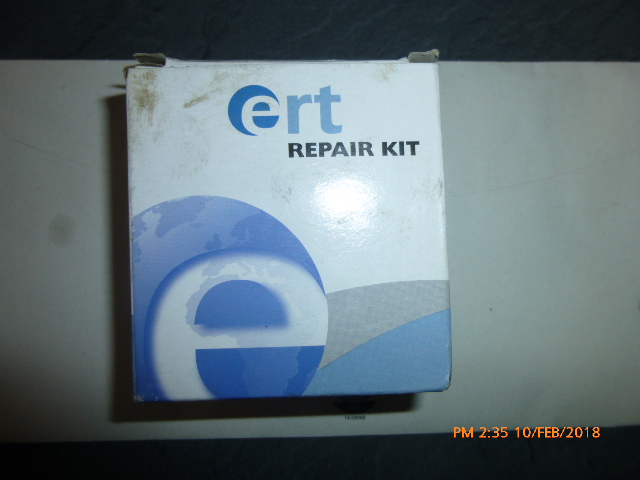 ert
REPAIR KIT
e
PM 2:35 10/FEB/2018